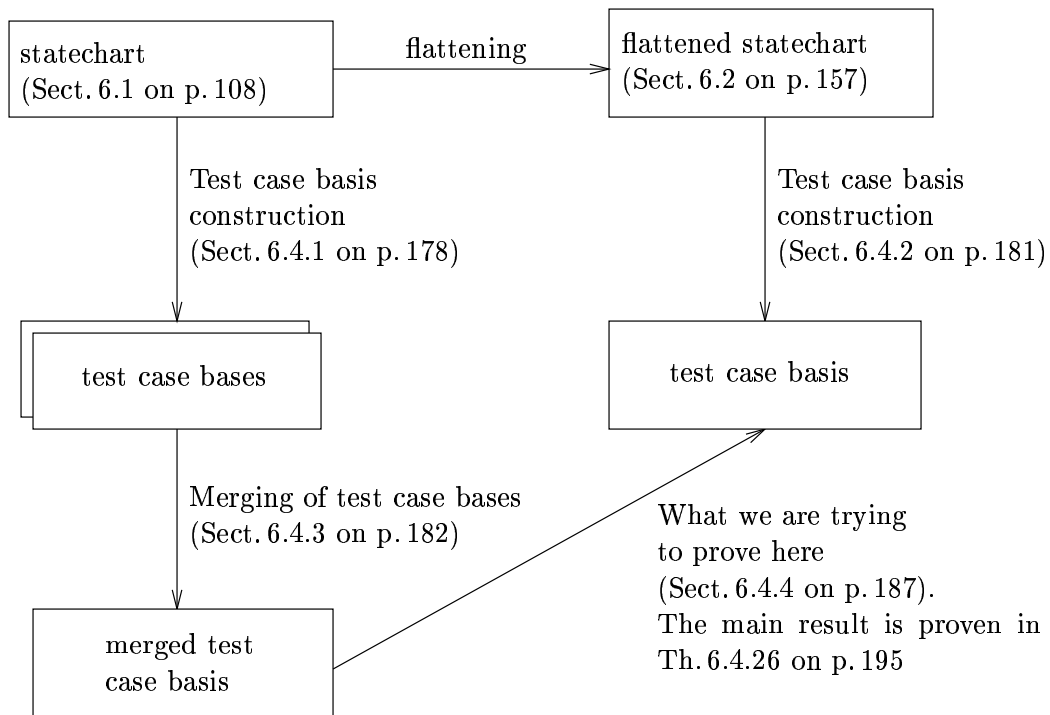 statechart
(Sect. 6.1 on p. 108)
flattening
flattened statechart
(Sect. 6.2 on p. 157)
Test case basis
construction
(Sect. 6.4.1 on p. 178)
Test case basis
construction
(Sect. 6.4.2 on p. 181)
test case bases
test case basis
Merging of test case bases
(Sect. 6.4.3 on p. 182)
What we are trying
to prove here
(Sect. 6.4.4 on p. 187).
The main result is proven in
Th. 6.4.26 on p. 195
merged test
case basis